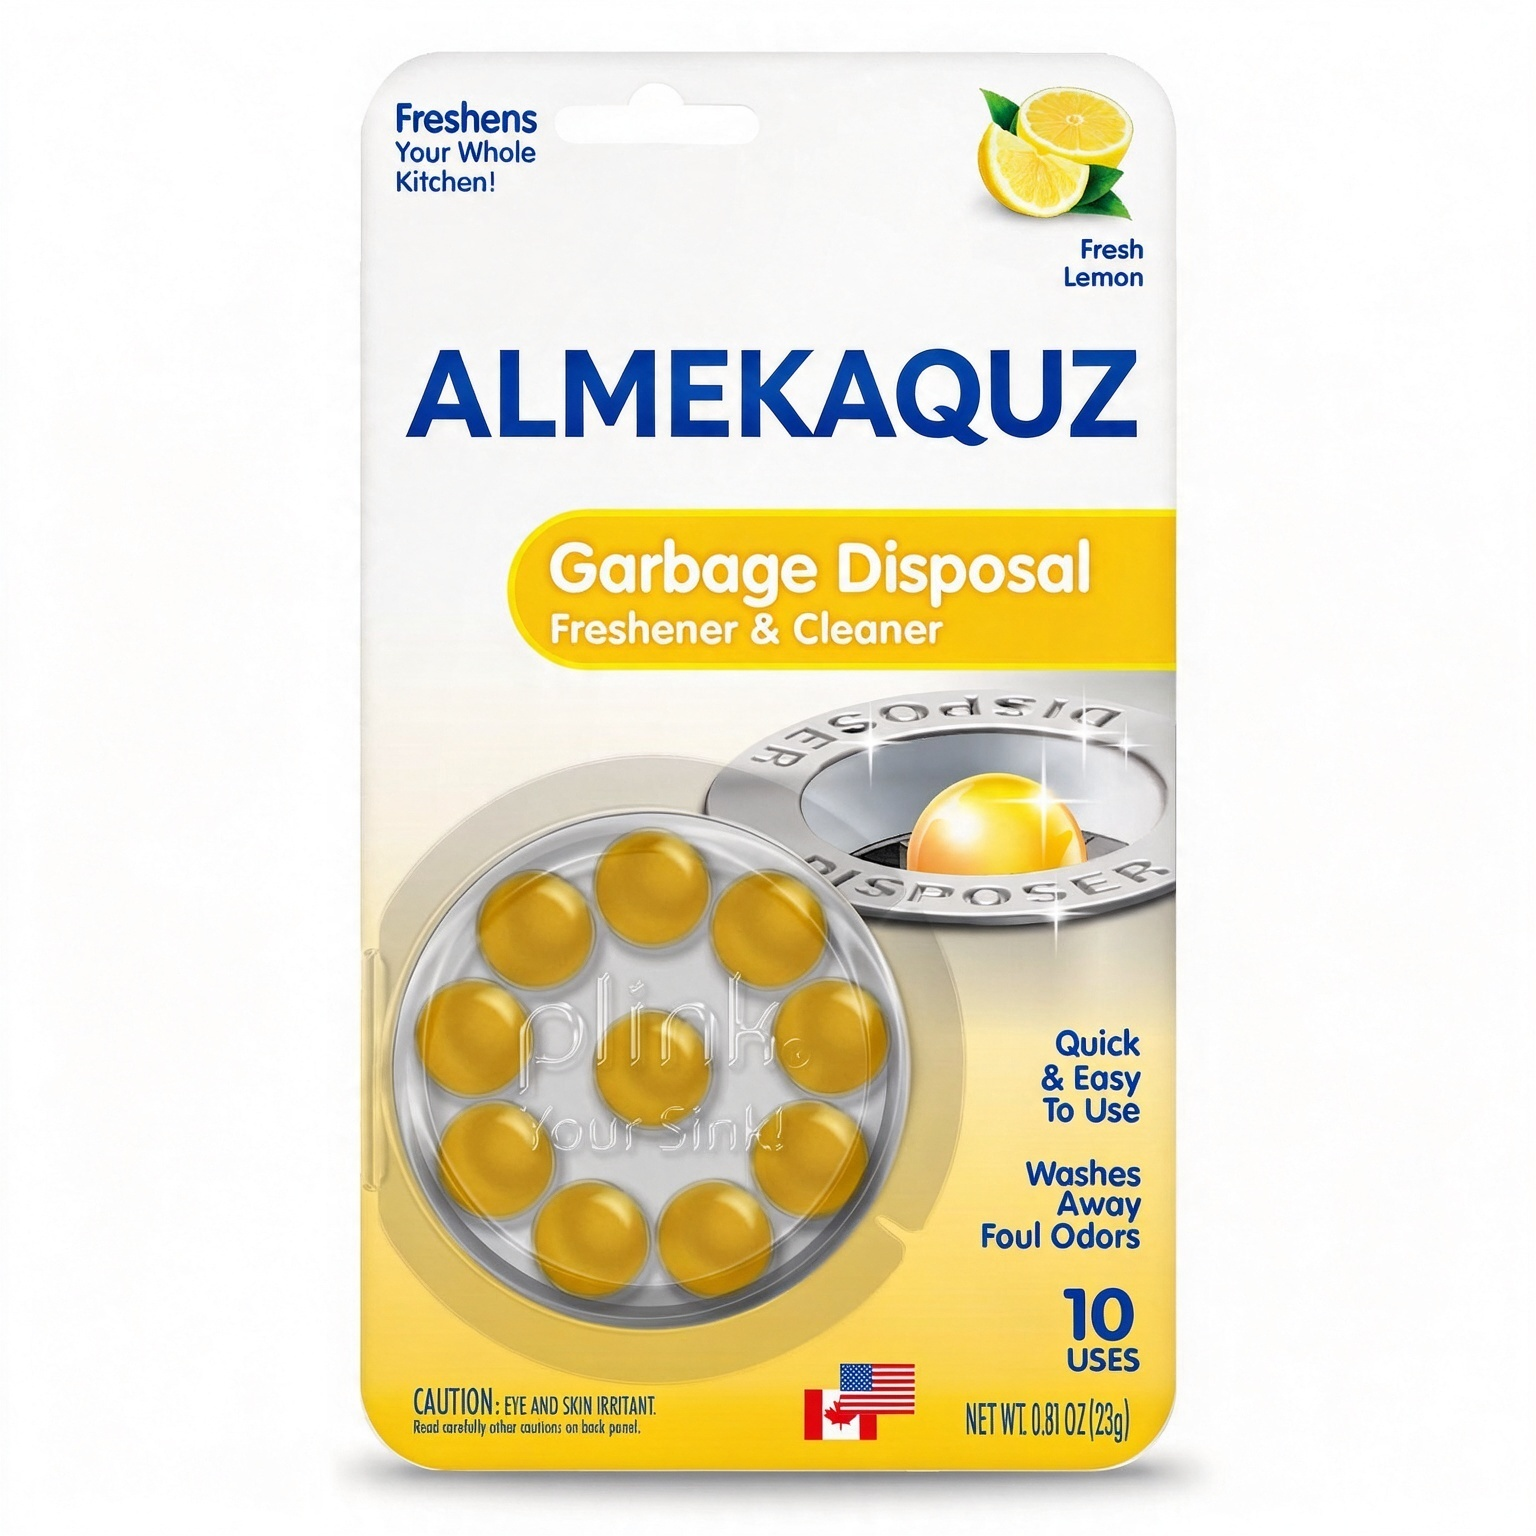 Freshens
Your Whole
Kitchen!
Fresh
Lemon
ALMEKAQUZ
Garbage Disposal
Freshener & Cleaner
DISPOSER
DISPOSER
plink®
Your Sink!
Quick
& Easy
To Use
Washes
Away
Foul Odors
10
USES
CAUTION: EYE AND SKIN IRRITANT.
Read carefully other cautions on back panel.
NET WT. 0.81 OZ (23g)